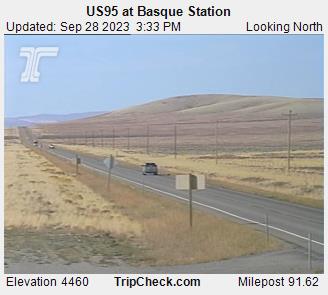 US95 at Basque Station
Updated: Sep 28 2023 3:33 PM Looking North
Elevation 4460 TripCheck.com Milepost 91.62